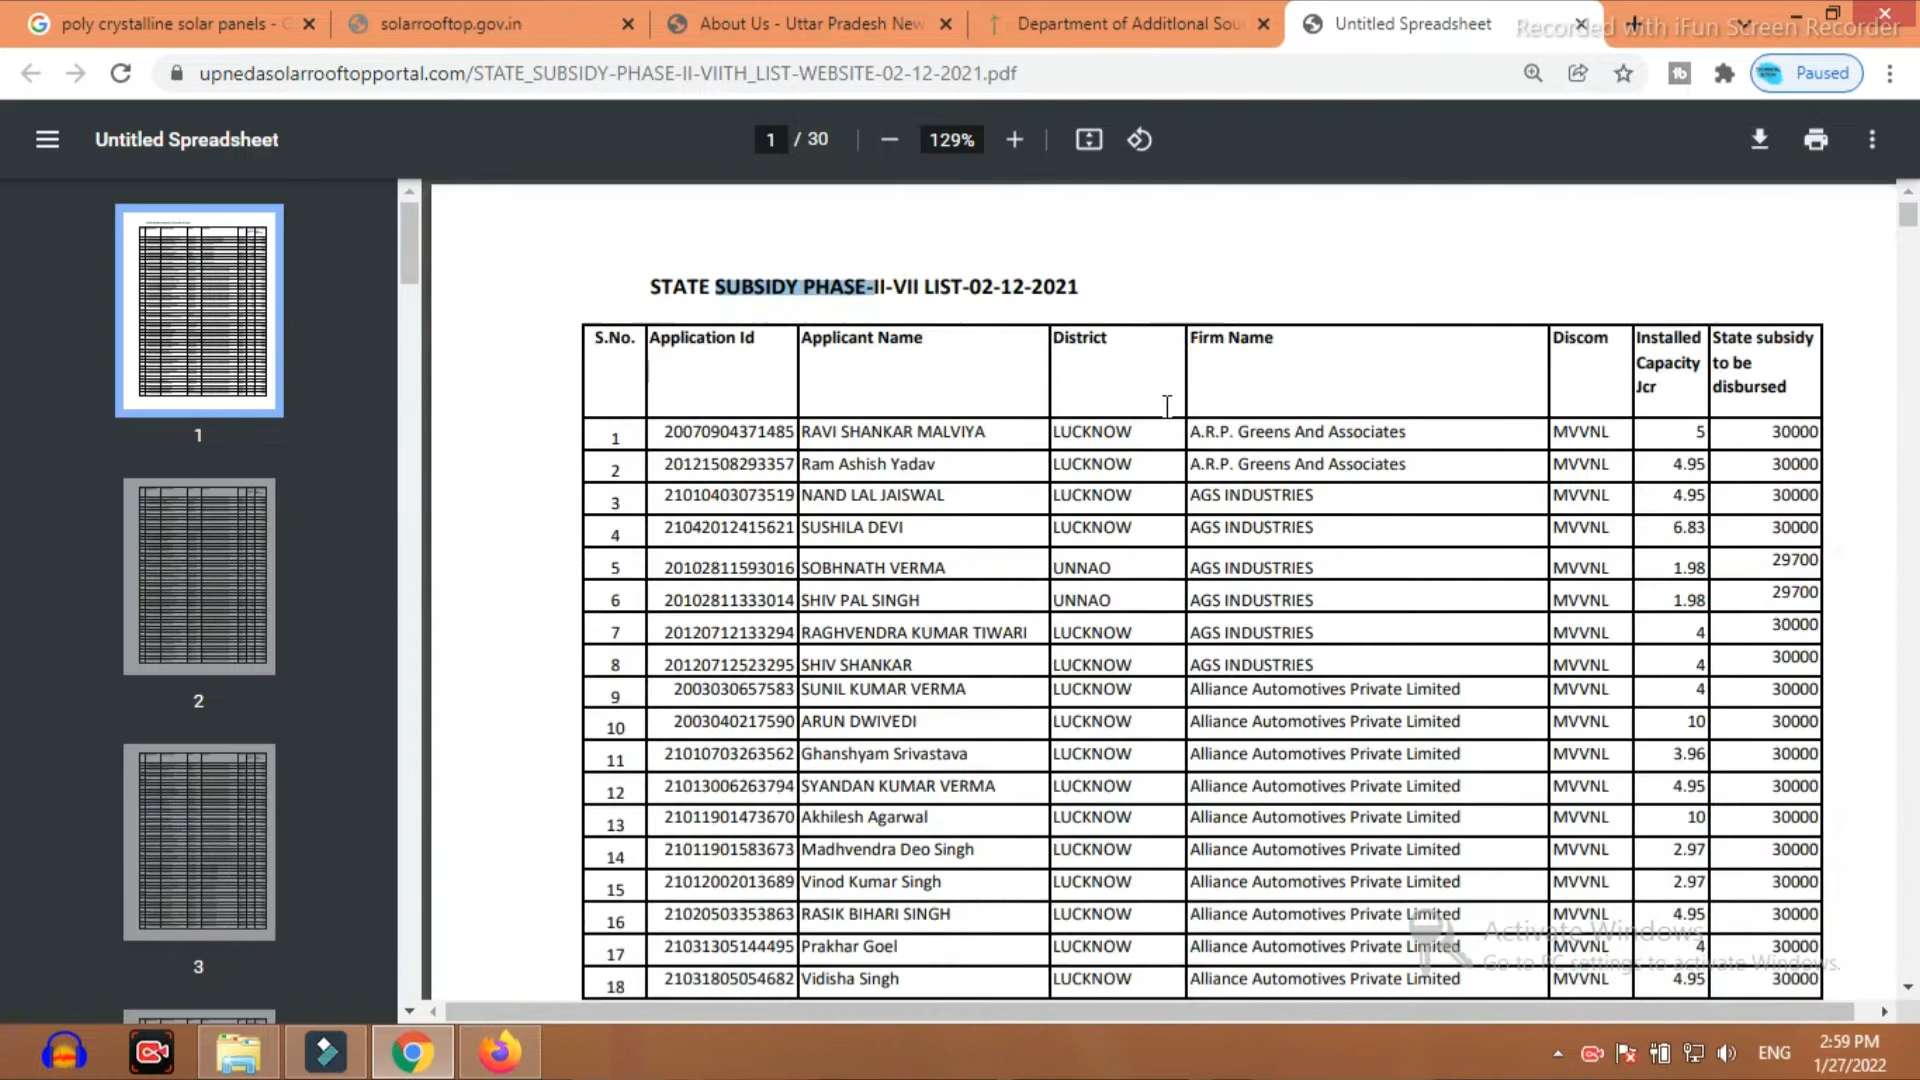 poly crystalline solar panels - G
solarrooftop.gov.in
About Us - Uttar Pradesh New
Department of Additional Sou
Untitled Spreadsheet
Recorded with iFun Screen Recorder
upnedasolarrooftopportal.com/STATE_SUBSIDY-PHASE-II-VIITH_LIST-WEBSITE-02-12-2021.pdf
Paused
Untitled Spreadsheet
1 / 30
129%
STATE SUBSIDY PHASE-II-VII LIST-02-12-2021
S.No. Application Id Applicant Name District Firm Name Discom Installed Capacity Jcr State subsidy to be disbursed
1 20070904371485 RAVI SHANKAR MALVIYA LUCKNOW A.R.P. Greens And Associates MVVNL 5 30000
2 20121508293357 Ram Ashish Yadav LUCKNOW A.R.P. Greens And Associates MVVNL 4.95 30000
3 21010403073519 NAND LAL JAISWAL LUCKNOW AGS INDUSTRIES MVVNL 4.95 30000
4 21042012415621 SUSHILA DEVI LUCKNOW AGS INDUSTRIES MVVNL 6.83 30000
5 20102811593016 SOBHNATH VERMA UNNAO AGS INDUSTRIES MVVNL 1.98 29700
6 20102811333014 SHIV PAL SINGH UNNAO AGS INDUSTRIES MVVNL 1.98 29700
7 20120712133294 RAGHVENDRA KUMAR TIWARI LUCKNOW AGS INDUSTRIES MVVNL 4 30000
8 20120712523295 SHIV SHANKAR LUCKNOW AGS INDUSTRIES MVVNL 4 30000
9 2003030657583 SUNIL KUMAR VERMA LUCKNOW Alliance Automotives Private Limited MVVNL 4 30000
10 2003040217590 ARUN DWIVEDI LUCKNOW Alliance Automotives Private Limited MVVNL 10 30000
11 21010703263562 Ghanshyam Srivastava LUCKNOW Alliance Automotives Private Limited MVVNL 3.96 30000
12 21013006263794 SYANDAN KUMAR VERMA LUCKNOW Alliance Automotives Private Limited MVVNL 4.95 30000
13 21011901473670 Akhilesh Agarwal LUCKNOW Alliance Automotives Private Limited MVVNL 10 30000
14 21011901583673 Madhvendra Deo Singh LUCKNOW Alliance Automotives Private Limited MVVNL 2.97 30000
15 21012002013689 Vinod Kumar Singh LUCKNOW Alliance Automotives Private Limited MVVNL 2.97 30000
16 21020503353863 RASIK BIHARI SINGH LUCKNOW Alliance Automotives Private Limited MVVNL 4.95 30000
17 21031305144495 Prakhar Goel LUCKNOW Alliance Automotives Private Limited MVVNL 4 30000
18 21031805054682 Vidisha Singh LUCKNOW Alliance Automotives Private Limited MVVNL 4.95 30000
Activate Windows
Go to PC settings to activate Windows.
1
2
3
ENG
2:59 PM
1/27/2022